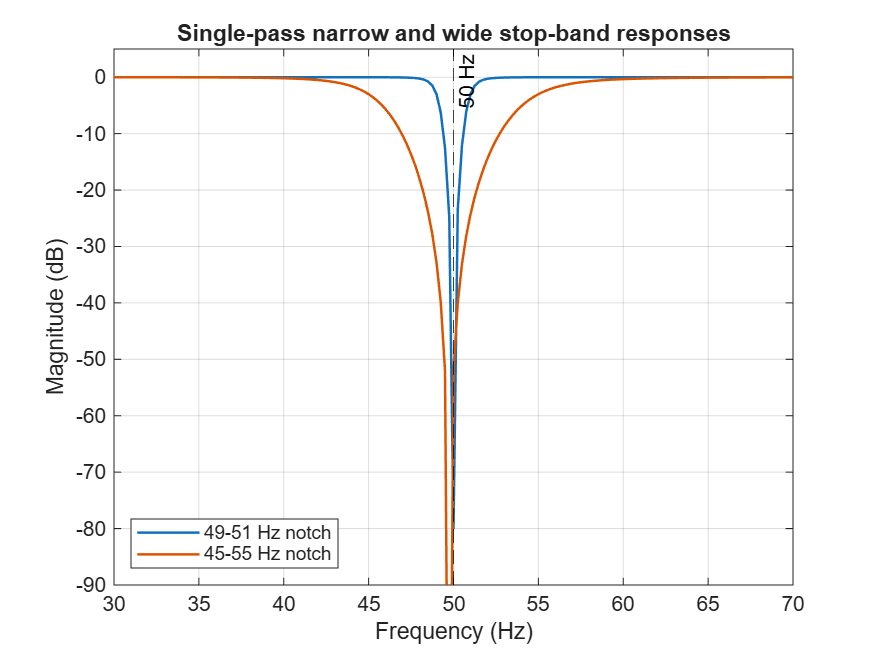 Single-pass narrow and wide stop-band responses
50 Hz
0
-10
-20
-30
-40
-50
-60
-70
-80
-90
Magnitude (dB)
49-51 Hz notch
45-55 Hz notch
30 35 40 45 50 55 60 65 70
Frequency (Hz)